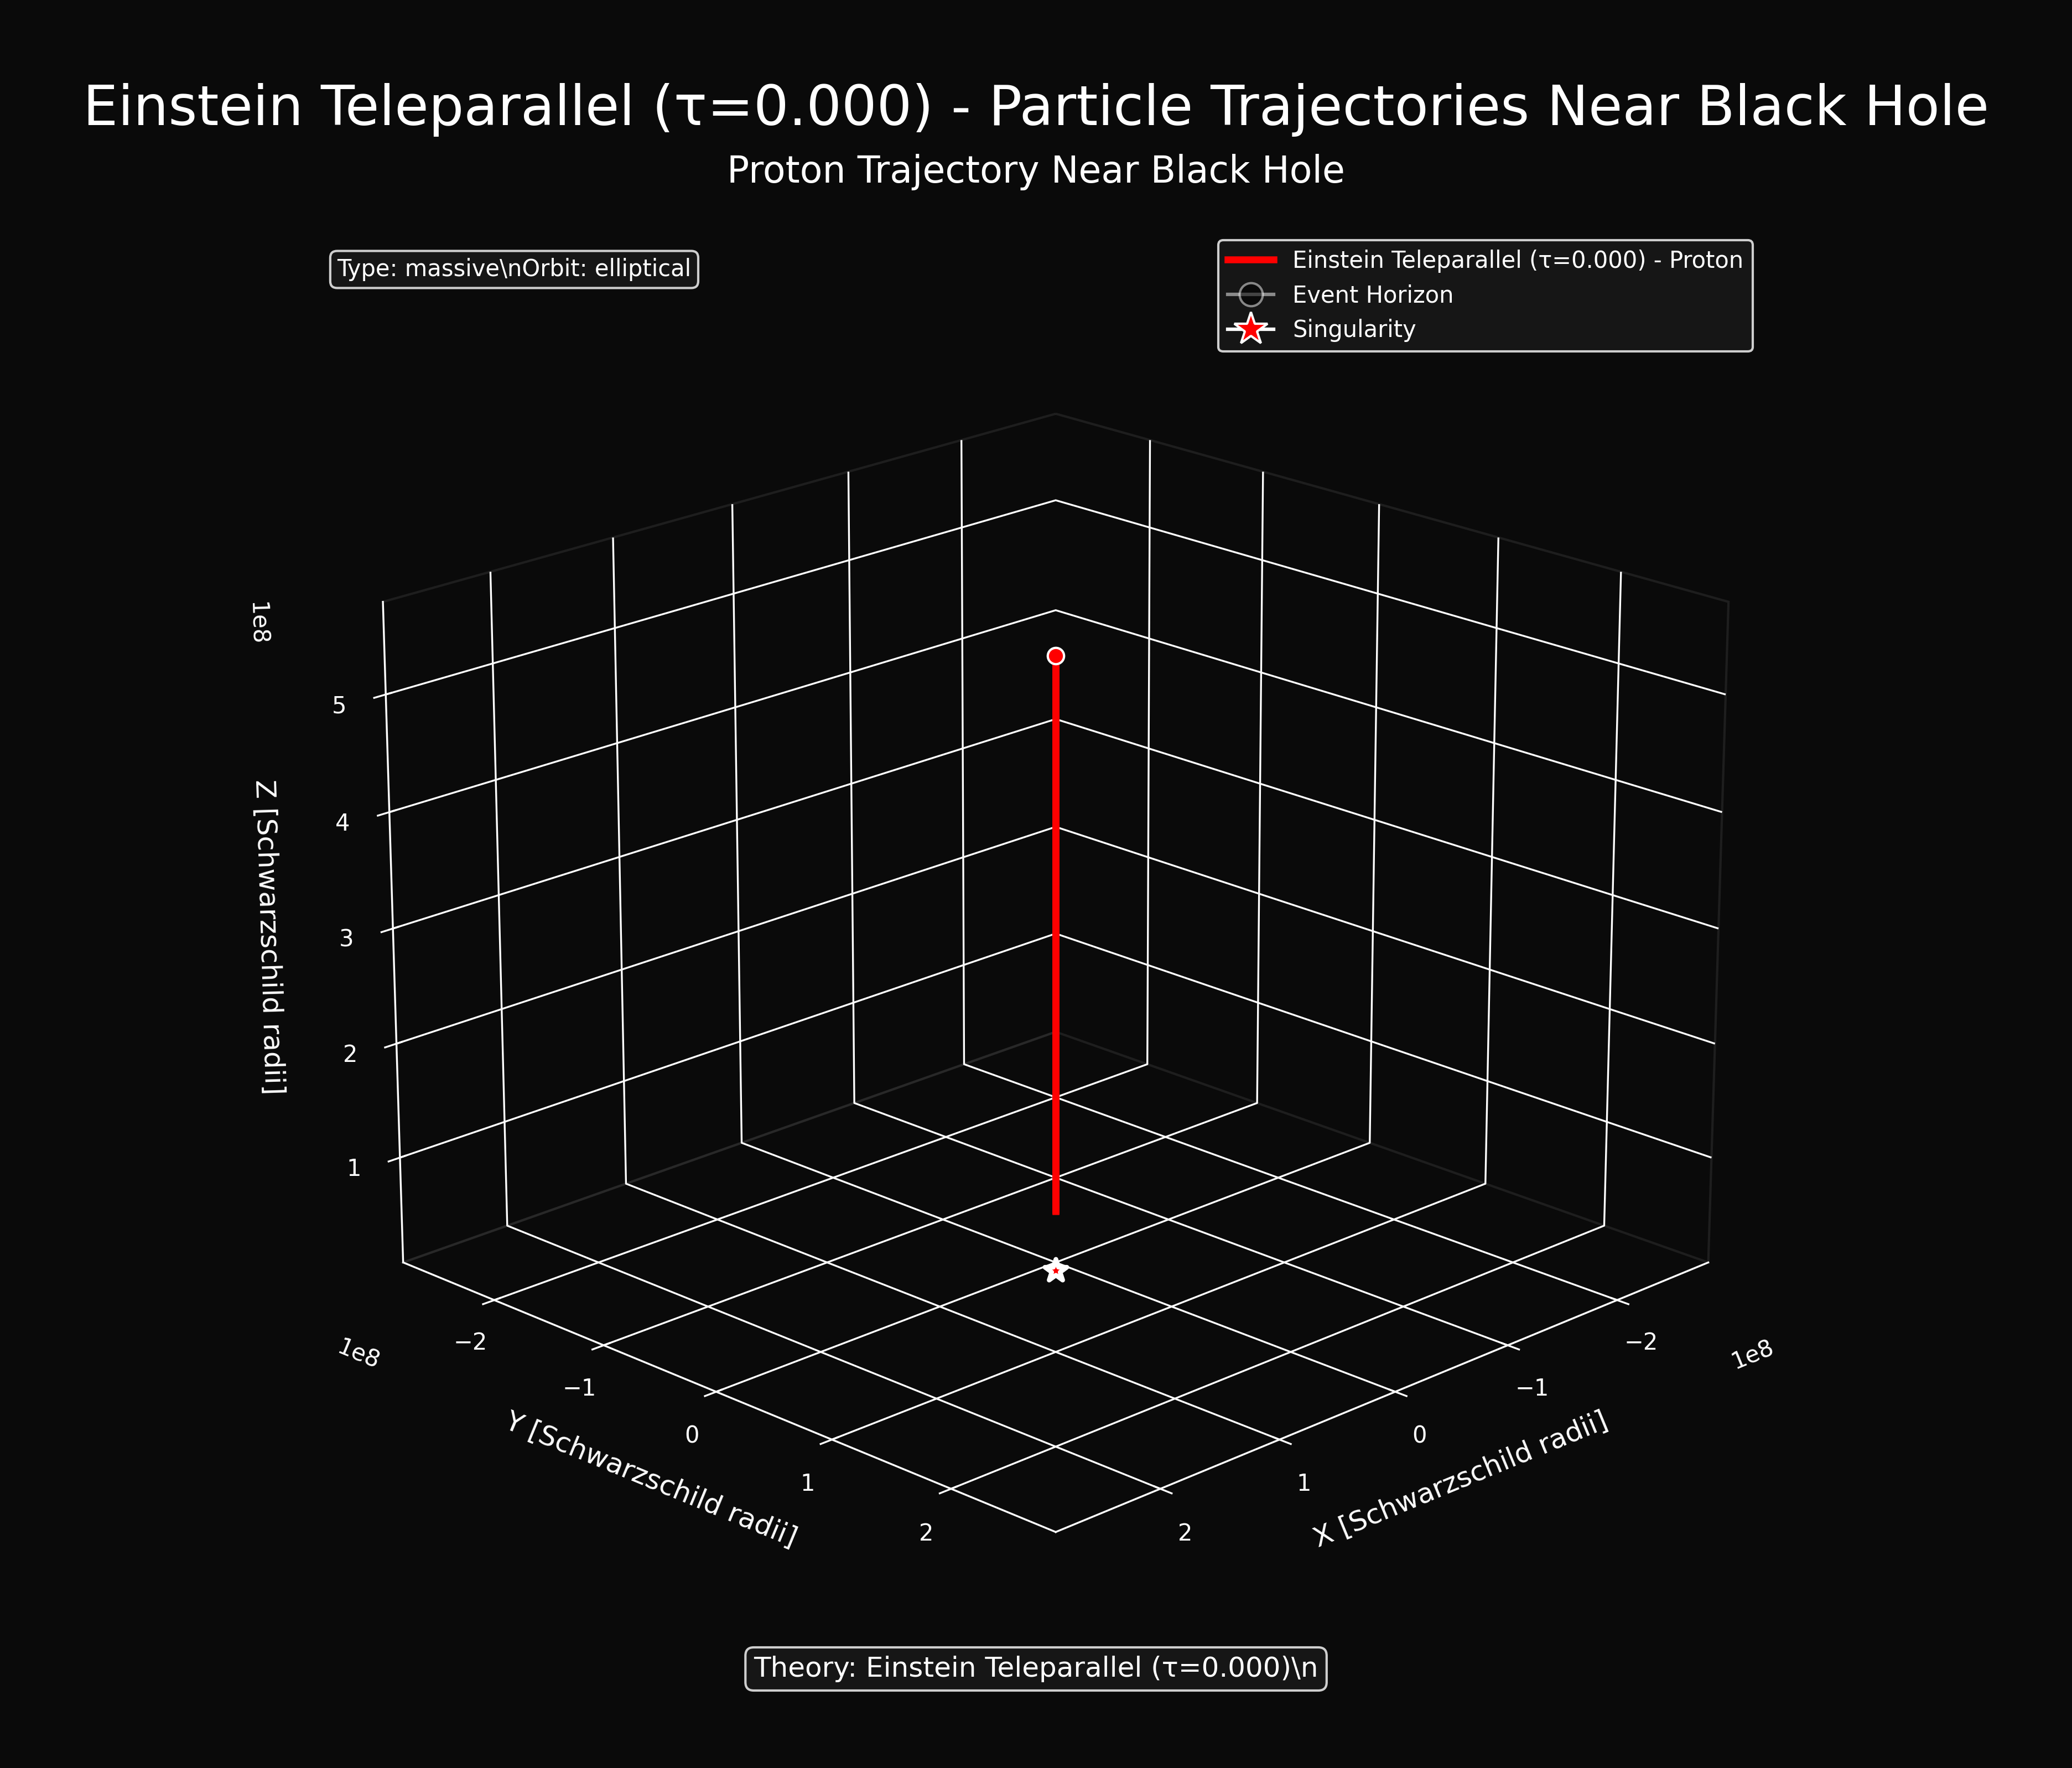 Einstein Teleparallel (τ=0.000) - Particle Trajectories Near Black Hole
Proton Trajectory Near Black Hole
Type: massive\nOrbit: elliptical
Einstein Teleparallel (τ=0.000) - Proton
Event Horizon
Singularity
1e8
5
4
3
2
1
Z [Schwarzschild radii]
1e8
−2
−1
0
1
2
Y [Schwarzschild radii]
2
1
0
−1
−2
1e8
X [Schwarzschild radii]
Theory: Einstein Teleparallel (τ=0.000)\n